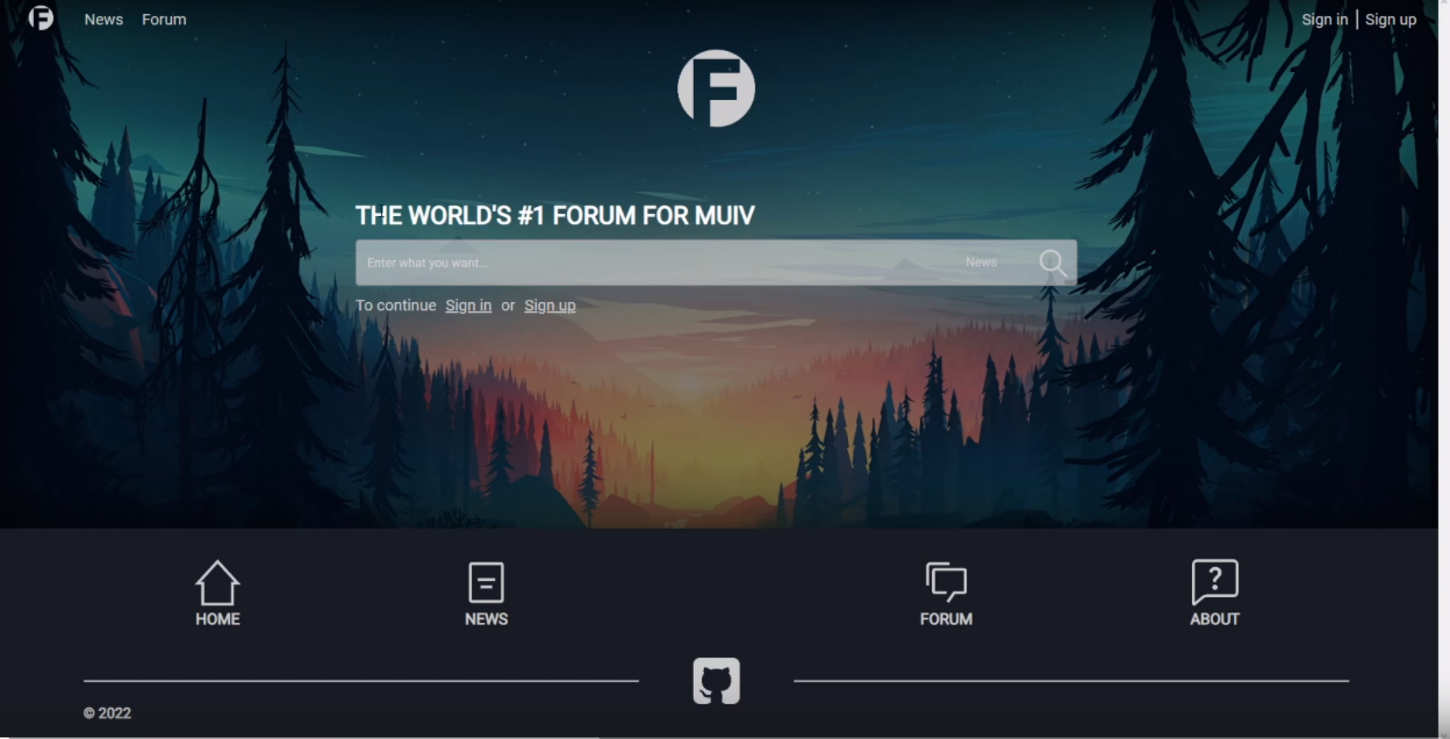 F News Forum Sign in | Sign up
F
THE WORLD'S #1 FORUM FOR MUIV
Enter what you want... News
To continue Sign in or Sign up
HOME NEWS FORUM ABOUT
© 2022